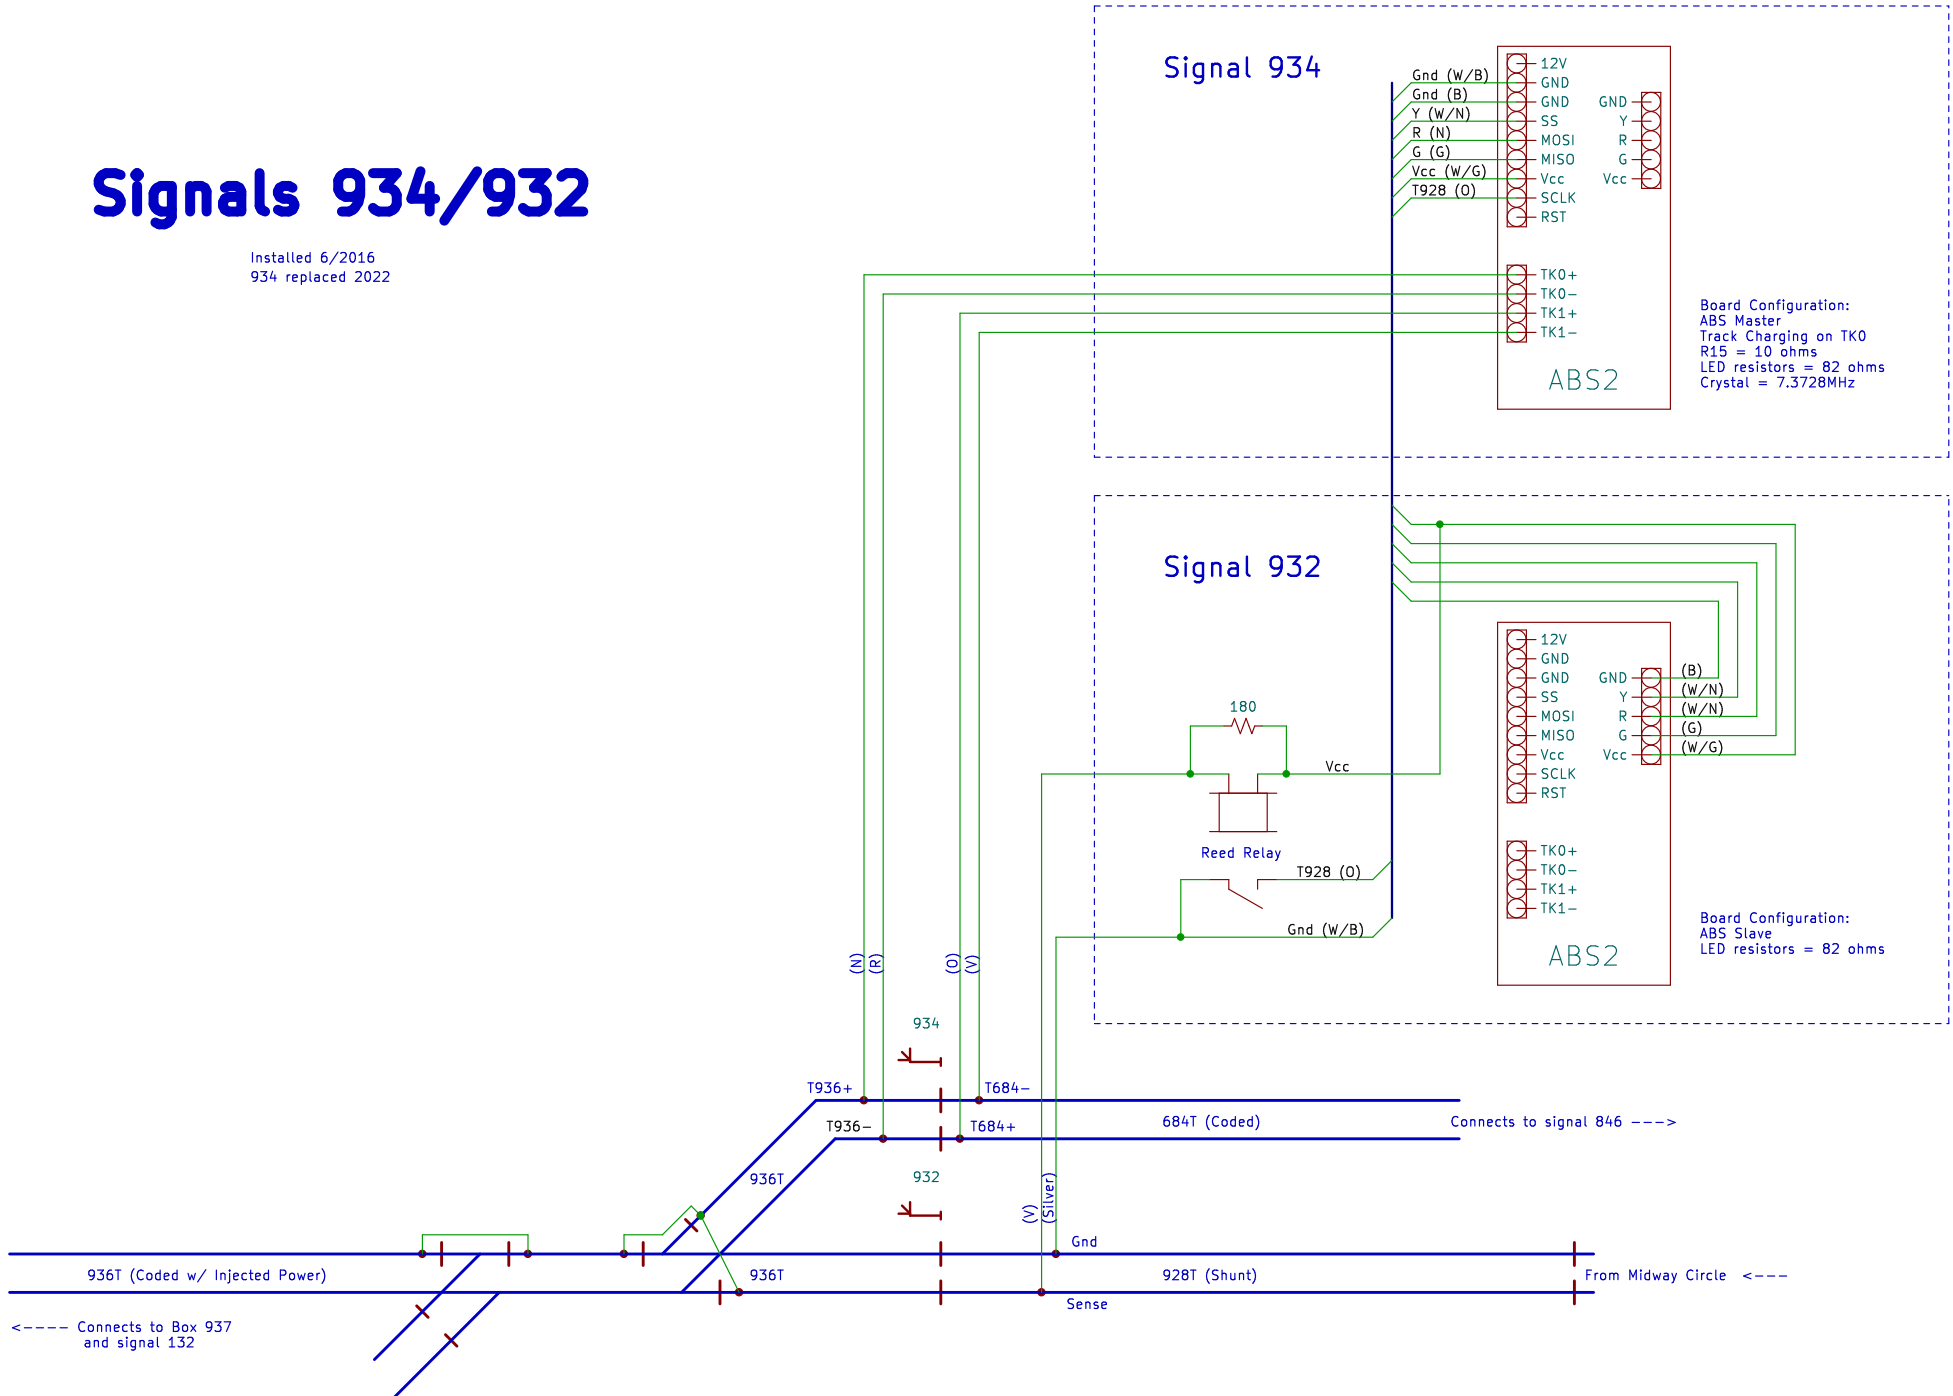 Signals 934/932
Installed 6/2016
934 replaced 2022
Signal 934
Gnd (W/B)
Gnd (B)
Y (W/N)
R (N)
G (G)
Vcc (W/G)
T928 (O)
12V
GND
GND
SS
MOSI
MISO
Vcc
SCLK
RST
GND
Y
R
G
Vcc
TK0+
TK0-
TK1+
TK1-
ABS2
Board Configuration:
ABS Master
Track Charging on TK0
R15 = 10 ohms
LED resistors = 82 ohms
Crystal = 7.3728MHz
Signal 932
12V
GND
GND
SS
MOSI
MISO
Vcc
SCLK
RST
GND
Y
R
G
Vcc
(B)
(W/N)
(W/N)
(G)
(W/G)
TK0+
TK0-
TK1+
TK1-
ABS2
Board Configuration:
ABS Slave
LED resistors = 82 ohms
180
Vcc
Reed Relay
T928 (O)
Gnd (W/B)
(N)
(R)
(O)
(V)
934
T936+
T684-
T936-
T684+
684T (Coded)
Connects to signal 846 --->
932
936T
(V)
(Silver)
Gnd
936T (Coded w/ Injected Power)
936T
928T (Shunt)
From Midway Circle <---
Sense
<---- Connects to Box 937
and signal 132